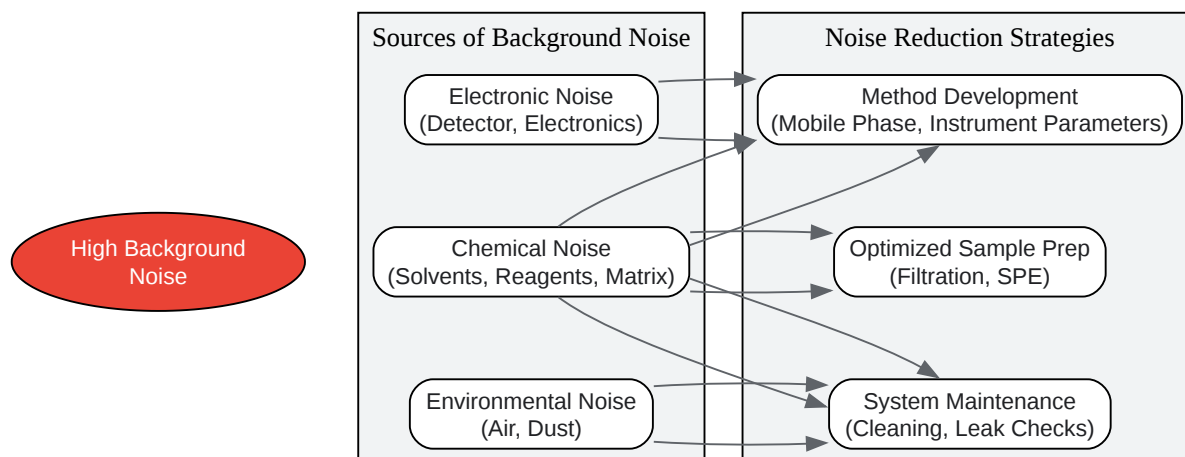 High Background
Noise
Sources of Background Noise
Electronic Noise
(Detector, Electronics)
Chemical Noise
(Solvents, Reagents, Matrix)
Environmental Noise
(Air, Dust)
Noise Reduction Strategies
Method Development
(Mobile Phase, Instrument Parameters)
Optimized Sample Prep
(Filtration, SPE)
System Maintenance
(Cleaning, Leak Checks)